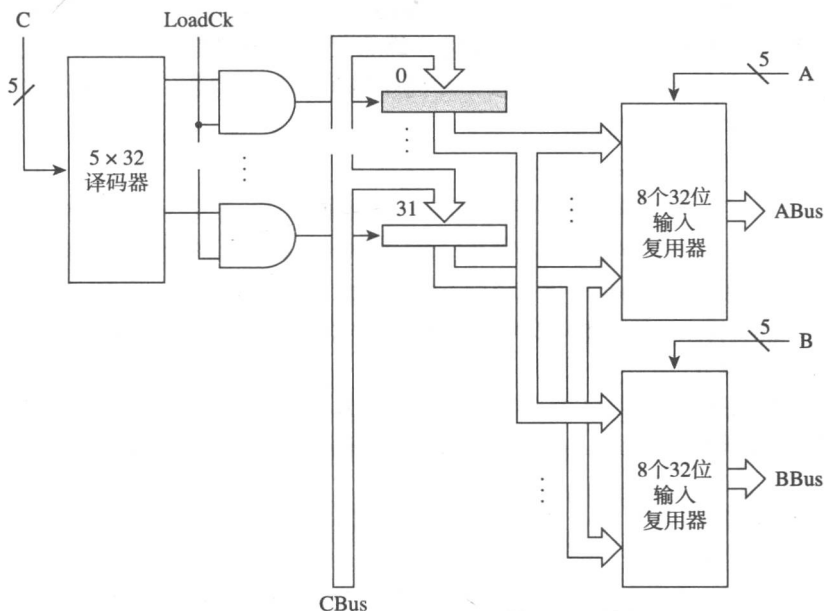 C
LoadCk
5
5 × 32
译码器
0
31
CBus
5
A
8个32位
输入
复用器
ABus
5
B
8个32位
输入
复用器
BBus